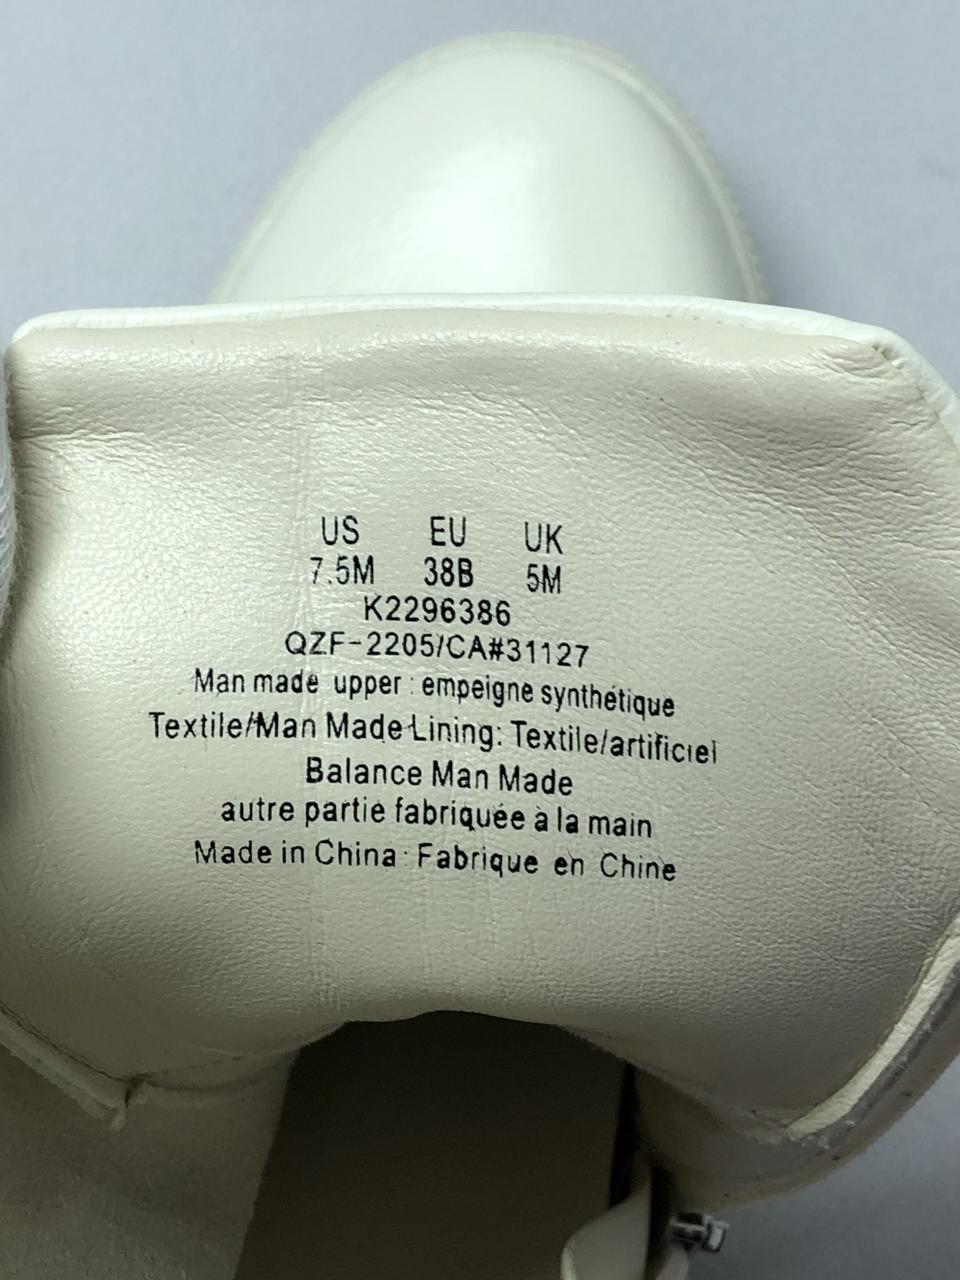 US EU UK
7.5M 38B 5M
K2296386
QZF-2205/CA#31127
Man made upper : empeigne synthétique
Textile/Man Made Lining: Textile/artificiel
Balance Man Made
autre partie fabriquée à la main
Made in China : Fabrique en Chine